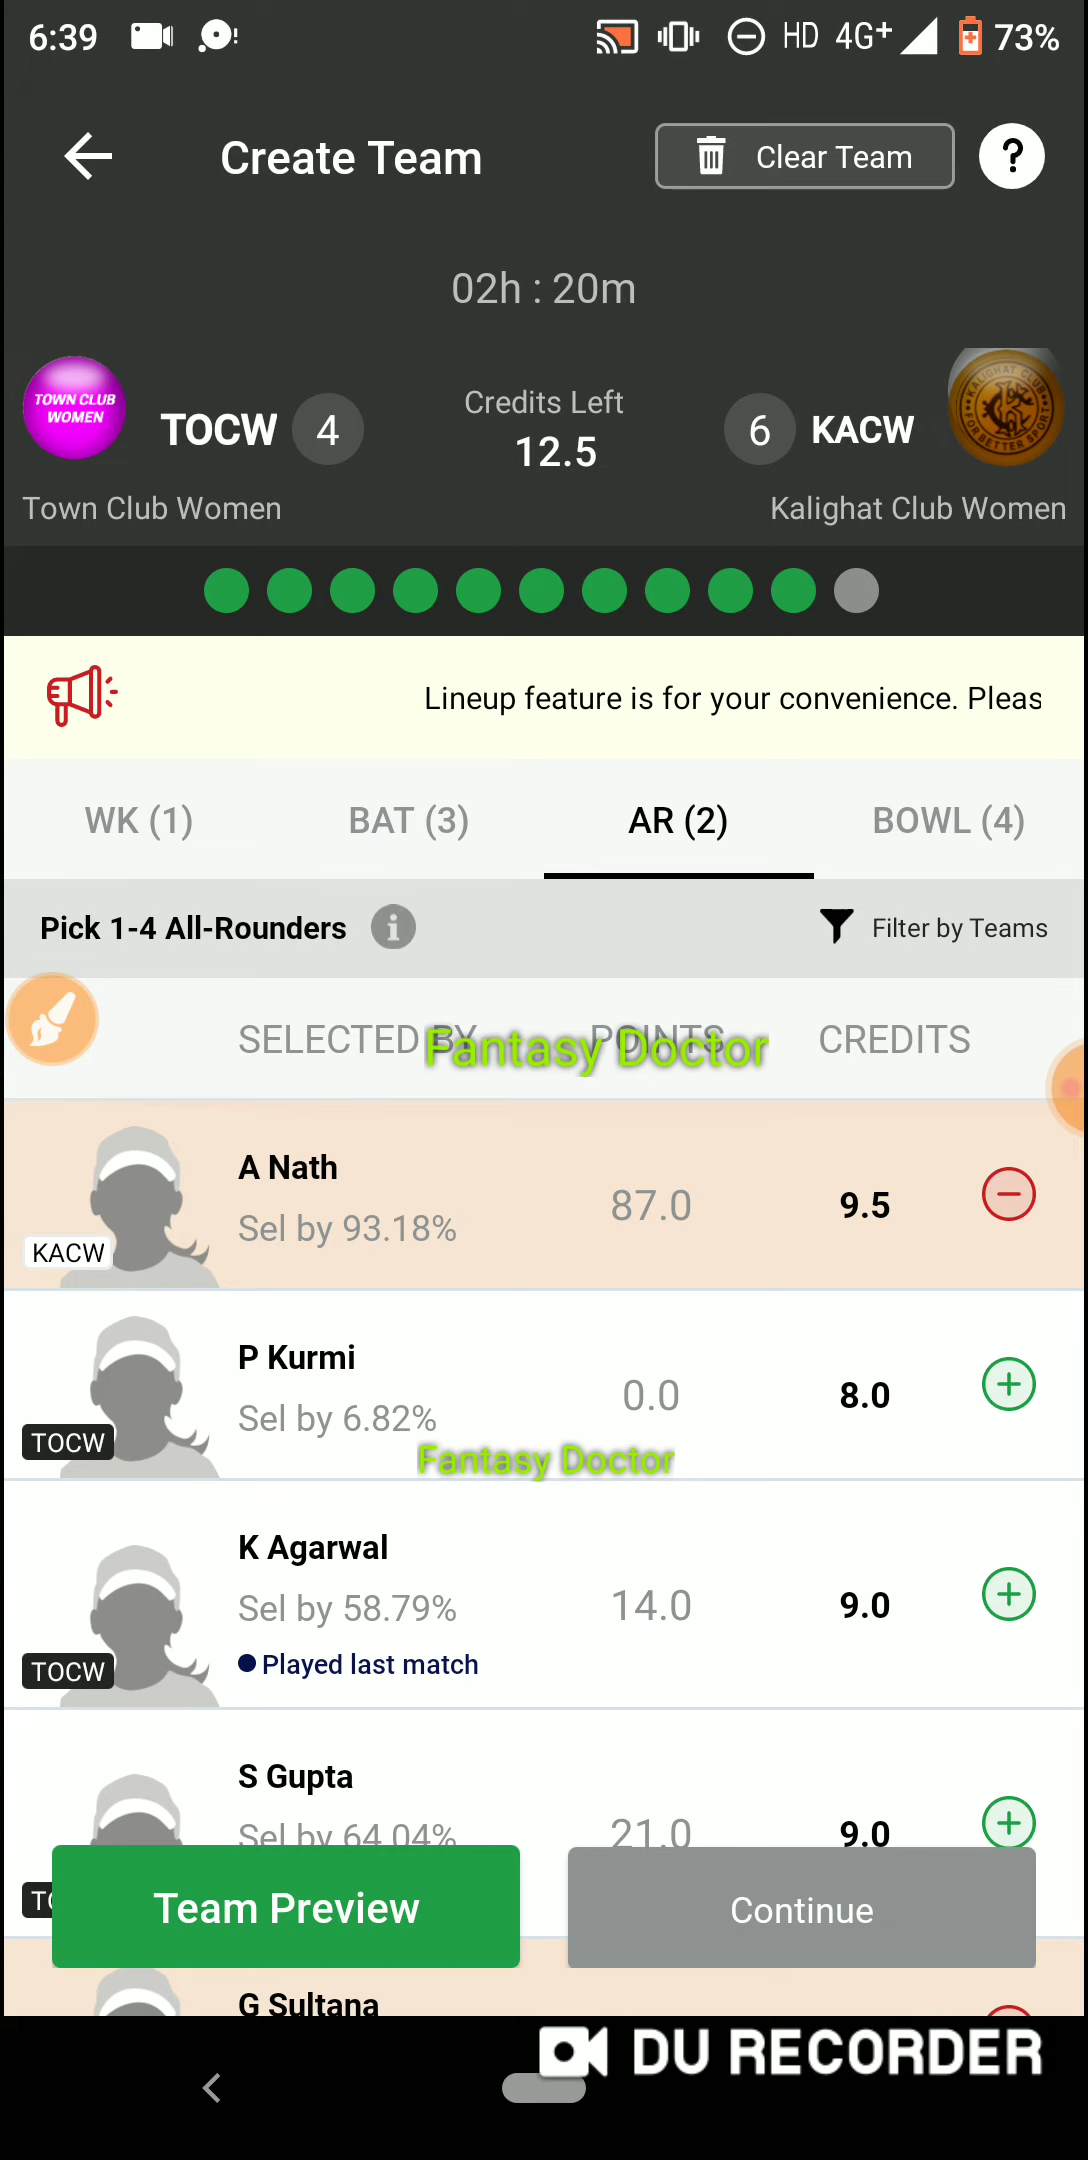 6:39
HD 4G+ 73%
Create Team
Clear Team
?
02h : 20m
TOWN CLUB
WOMEN
TOCW 4
Credits Left
12.5
6 KACW
KALIGHAT CLUB
FOR BETTER SPORT
Town Club Women
Kalighat Club Women
Lineup feature is for your convenience. Pleas
WK (1) BAT (3) AR (2) BOWL (4)
Pick 1-4 All-Rounders
Filter by Teams
SELECTED BY POINTS CREDITS
Fantasy Doctor
A Nath
Sel by 93.18% 87.0 9.5
KACW
P Kurmi
Sel by 6.82% 0.0 8.0
TOCW
Fantasy Doctor
K Agarwal
Sel by 58.79% 14.0 9.0
Played last match
TOCW
S Gupta
Sel by 64.04% 21.0 9.0
Team Preview
Continue
G Sultana
DU RECORDER